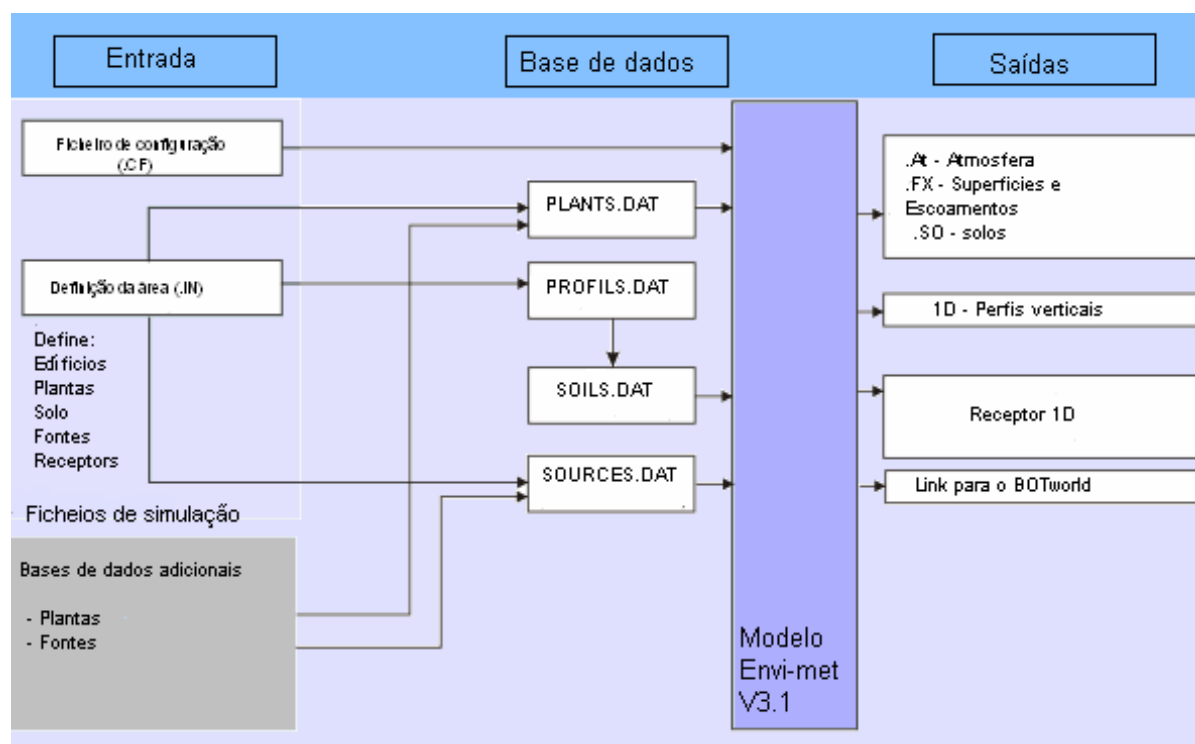 Entrada
Base de dados
Saídas
Ficheiro de configuração
(.CF)
Definição da área (.IN)
Define:
Edifícios
Plantas
Solo
Fontes
Receptors
Ficheios de simulação
Bases de dados adicionais
- Plantas
- Fontes
PLANTS.DAT
PROFILS.DAT
SOILS.DAT
SOURCES.DAT
Modelo
Envi-met
V3.1
.At - Atmosfera
.FX - Superficies e
Escoamentos
.SO - solos
1D - Perfis verticais
Receptor 1D
Link para o BOTworld